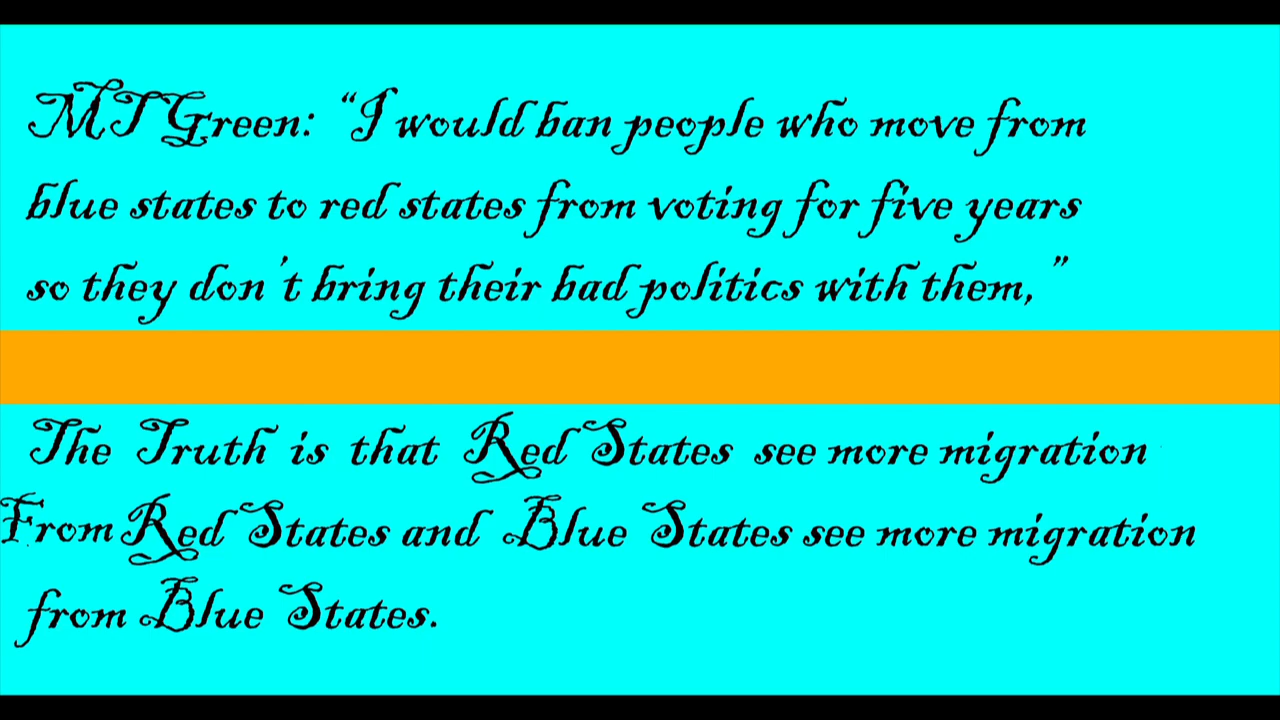 MT Green: “I would ban people who move from
blue states to red states from voting for five years
so they don't bring their bad politics with them,”
The Truth is that Red States see more migration
From Red States and Blue States see more migration
from Blue States.